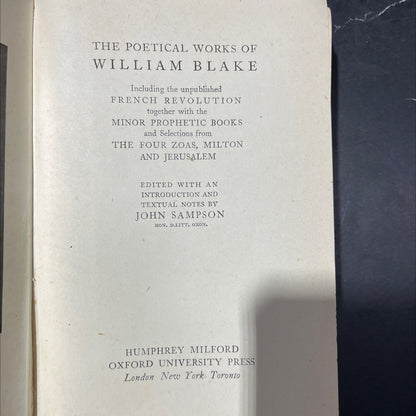 THE POETICAL WORKS OF
WILLIAM BLAKE
Including the unpublished
FRENCH REVOLUTION
together with the
MINOR PROPHETIC BOOKS
and Selections from
THE FOUR ZOAS, MILTON
AND JERUSALEM
EDITED WITH AN
INTRODUCTION AND
TEXTUAL NOTES BY
JOHN SAMPSON
HON. D.LITT. OXON.
HUMPHREY MILFORD
OXFORD UNIVERSITY PRESS
London New York Toronto